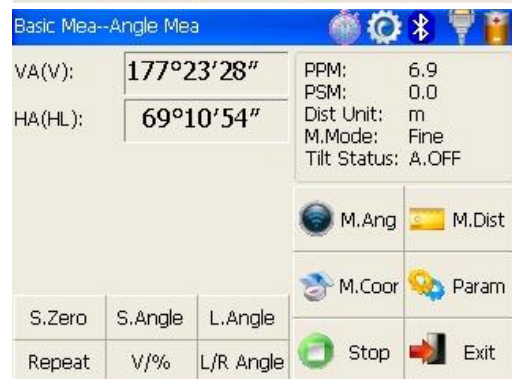 Basic Mea--Angle Mea
VA(V): 177°23'28"
HA(HL): 69°10'54"
PPM: 6.9
PSM: 0.0
Dist Unit: m
M.Mode: Fine
Tilt Status: A.OFF
M.Ang M.Dist
M.Coor Param
S.Zero S.Angle L.Angle
Repeat V/% L/R Angle
Stop Exit